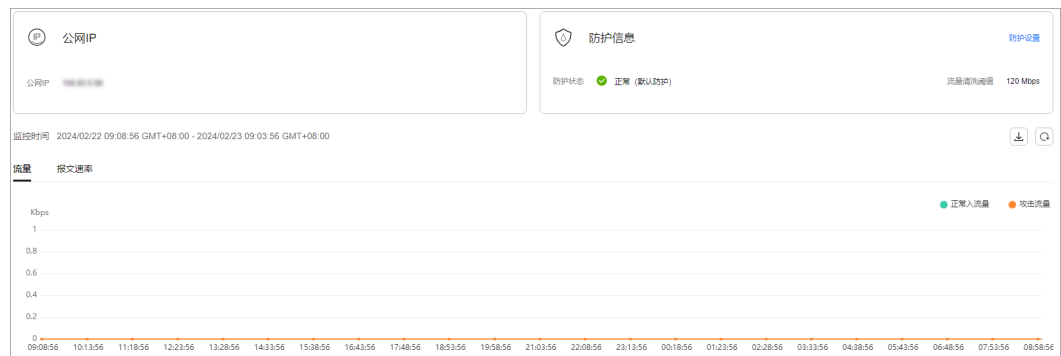 IP 公网IP
防护信息
防护设置
公网IP
防护状态 正常（默认防护）
流量清洗阈值 120 Mbps
监控时间 2024/02/22 09:08:56 GMT+08:00 - 2024/02/23 09:03:56 GMT+08:00
流量 报文速率
正常入流量 攻击流量
Kbps
1
0.8
0.6
0.4
0.2
0
09:08:56 10:13:56 11:18:56 12:23:56 13:28:56 14:33:56 15:38:56 16:43:56 17:48:56 18:53:56 19:58:56 21:03:56 22:08:56 23:13:56 00:18:56 01:23:56 02:28:56 03:33:56 04:38:56 05:43:56 06:48:56 07:53:56 08:58:56